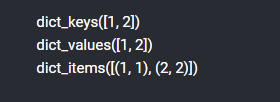 dict_keys([1, 2])
dict_values([1, 2])
dict_items([(1, 1), (2, 2)])